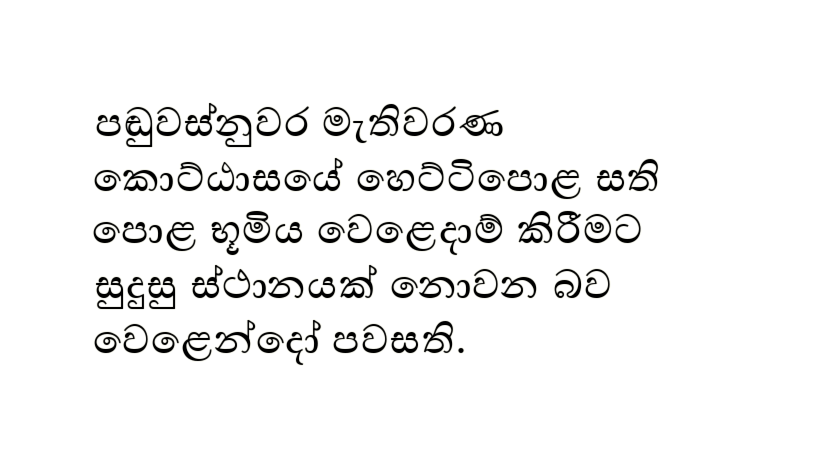 පඬුවස්නුවර මැතිවරණ
කොට්ඨාසයේ හෙට්ටිපොළ සති
පොළ භූමිය වෙළෙදාම් කිරීමට
සුදුසු ස්ථානයක් නොවන බව
වෙළෙන්දෝ පවසති.